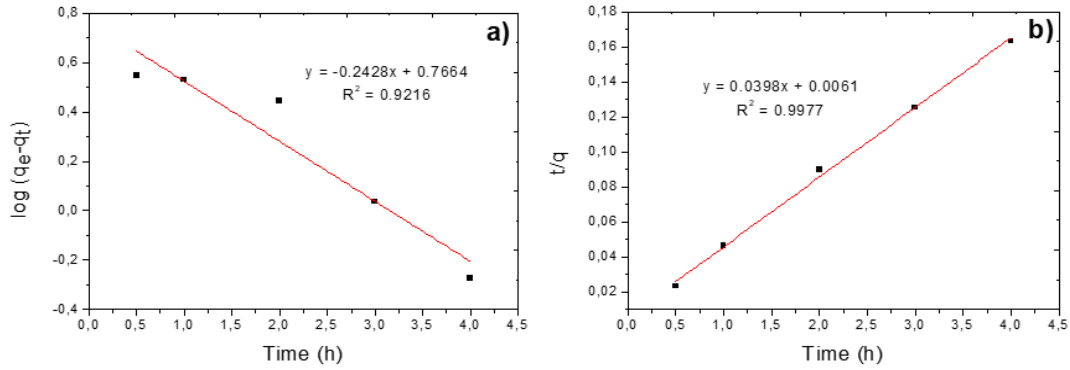 a)
y = -0.2428x + 0.7664
R² = 0.9216
log (qₑ-qₜ)
0,8
0,6
0,4
0,2
0,0
-0,2
-0,4
0,0 0,5 1,0 1,5 2,0 2,5 3,0 3,5 4,0 4,5
Time (h)
b)
y = 0.0398x + 0.0061
R² = 0.9977
t/q
0,18
0,16
0,14
0,12
0,10
0,08
0,06
0,04
0,02
0,0 0,5 1,0 1,5 2,0 2,5 3,0 3,5 4,0 4,5
Time (h)